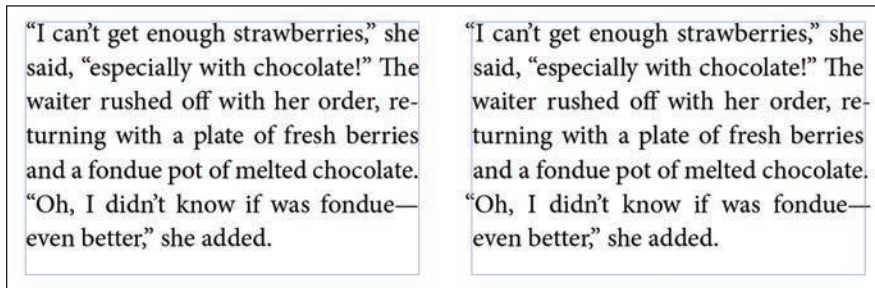 “I can’t get enough strawberries,” she
said, “especially with chocolate!” The
waiter rushed off with her order, re-
turning with a plate of fresh berries
and a fondue pot of melted chocolate.
“Oh, I didn’t know if was fondue—
even better,” she added.
“I can’t get enough strawberries,” she
said, “especially with chocolate!” The
waiter rushed off with her order, re-
turning with a plate of fresh berries
and a fondue pot of melted chocolate.
“Oh, I didn’t know if was fondue—
even better,” she added.